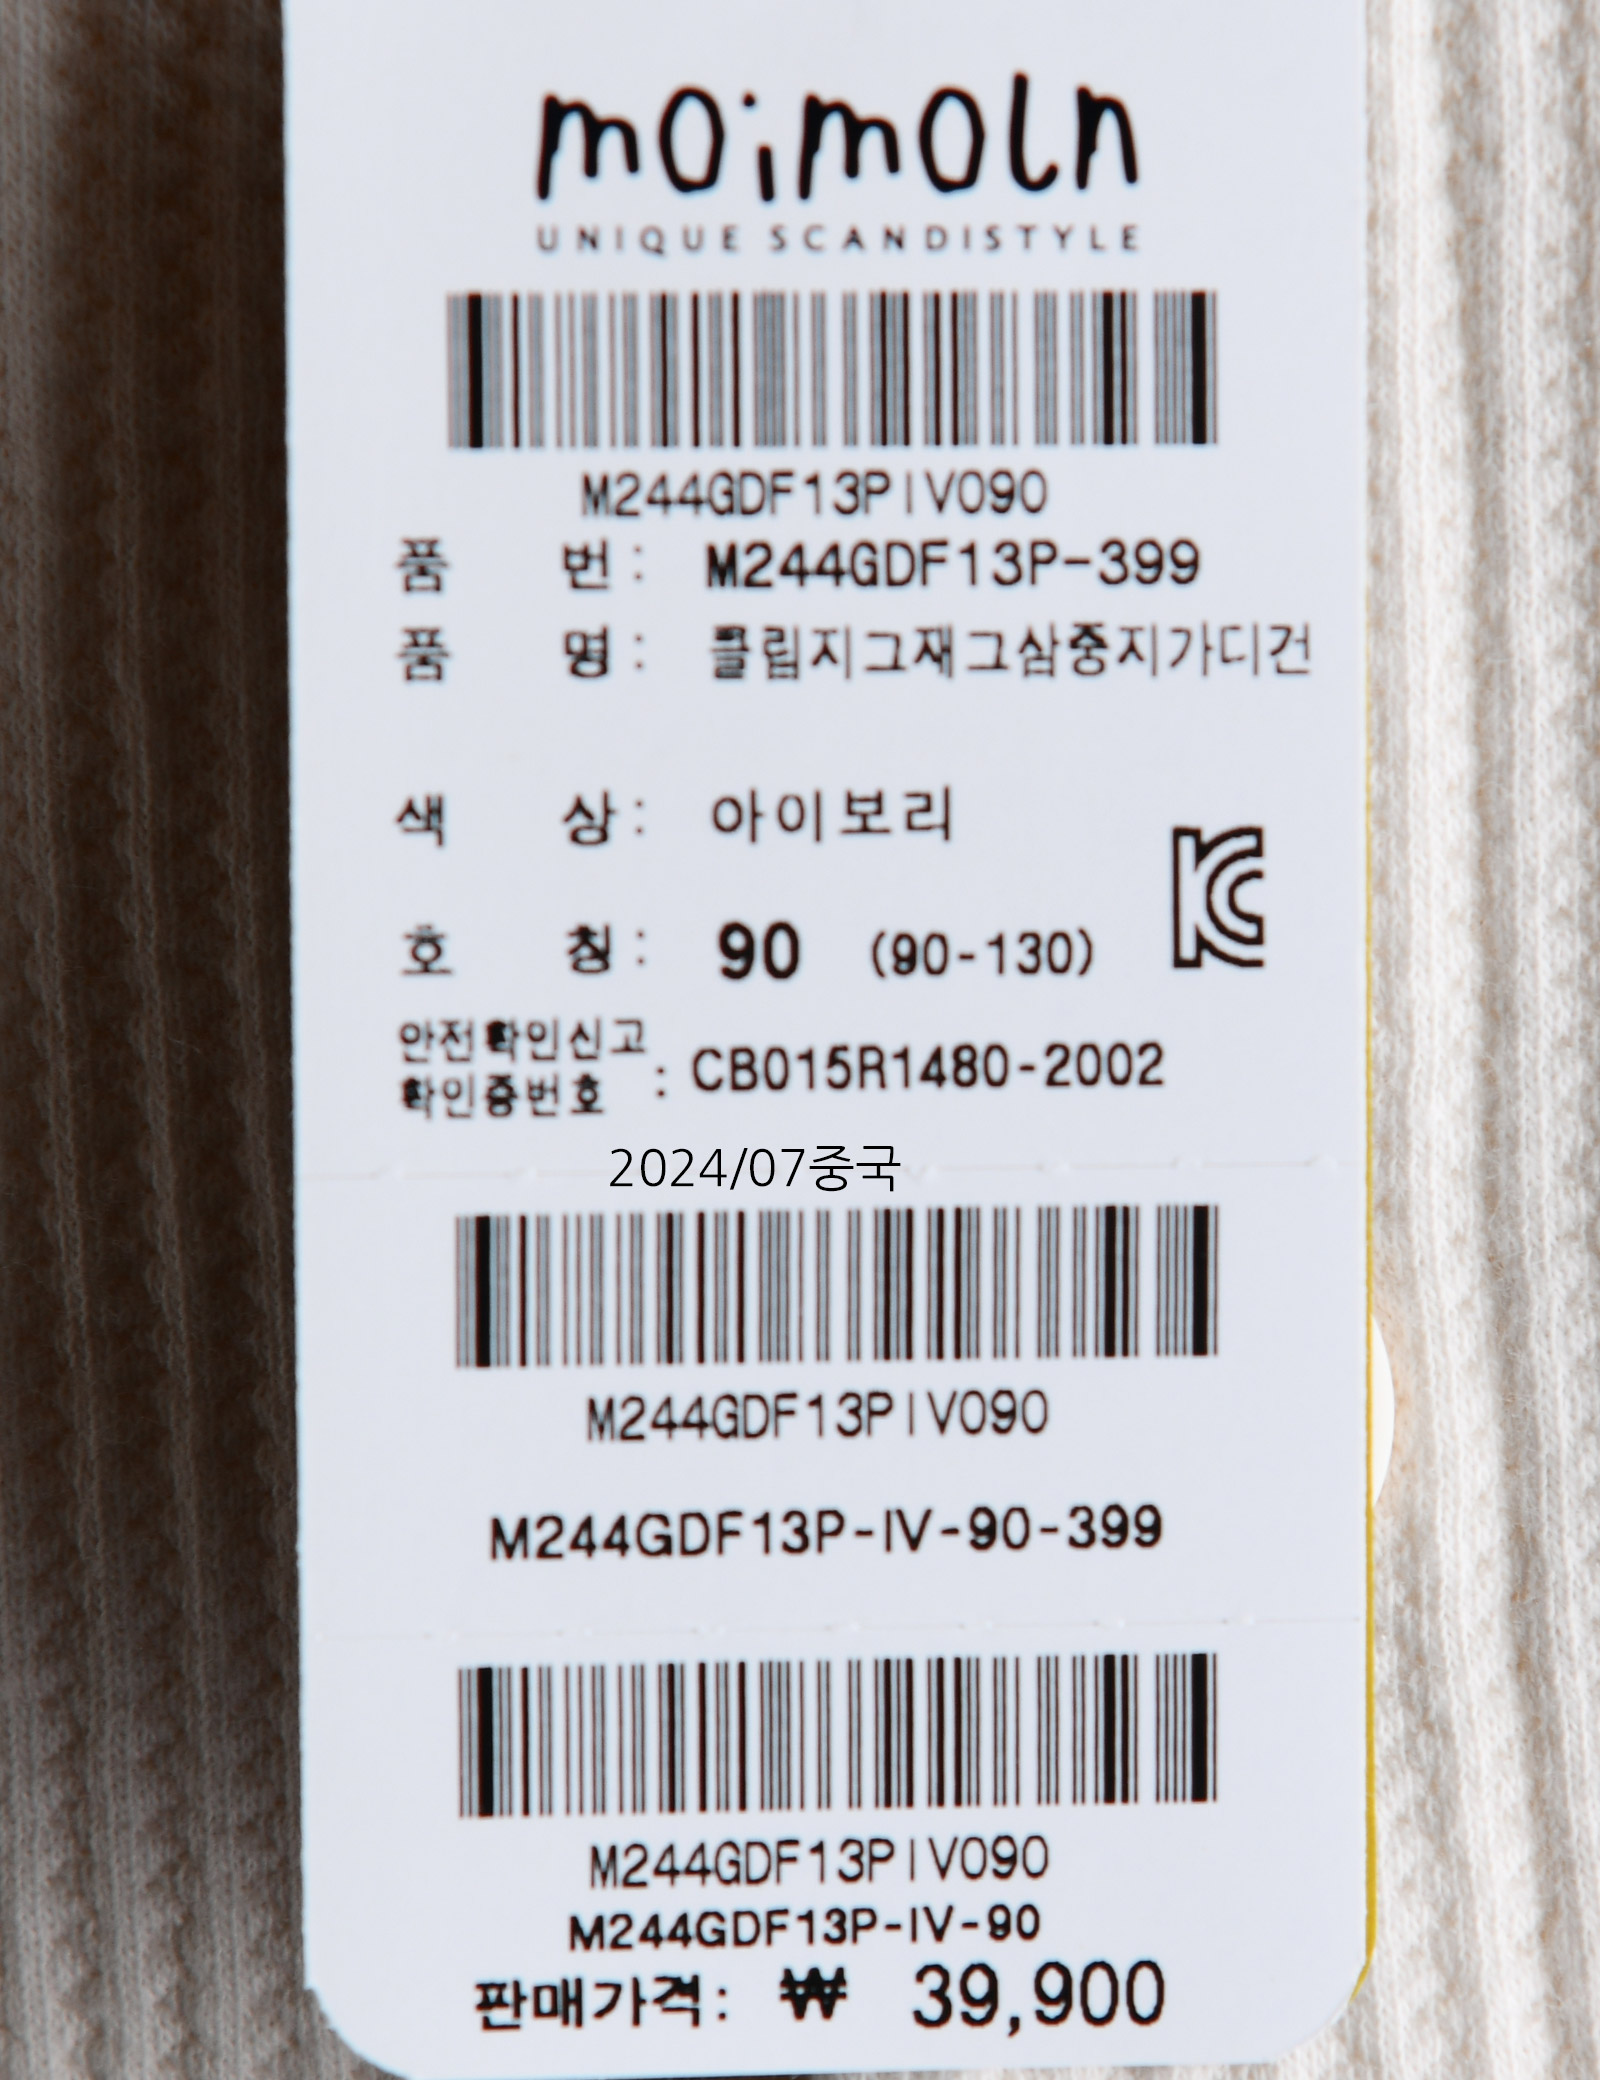 moimoln
UNIQUE SCANDISTYLE
M244GDF13PIV090
품 번 : M244GDF13P-399
품 명 : 클립지그재그삼중지가디건
색 상 : 아이보리
호 칭 : 90 (90-130)
안전확인신고
확인증번호 : CB015R1480-2002
2024/07중국
M244GDF13PIV090
M244GDF13P-IV-90-399
M244GDF13PIV090
M244GDF13P-IV-90
판매가격: ₩ 39,900